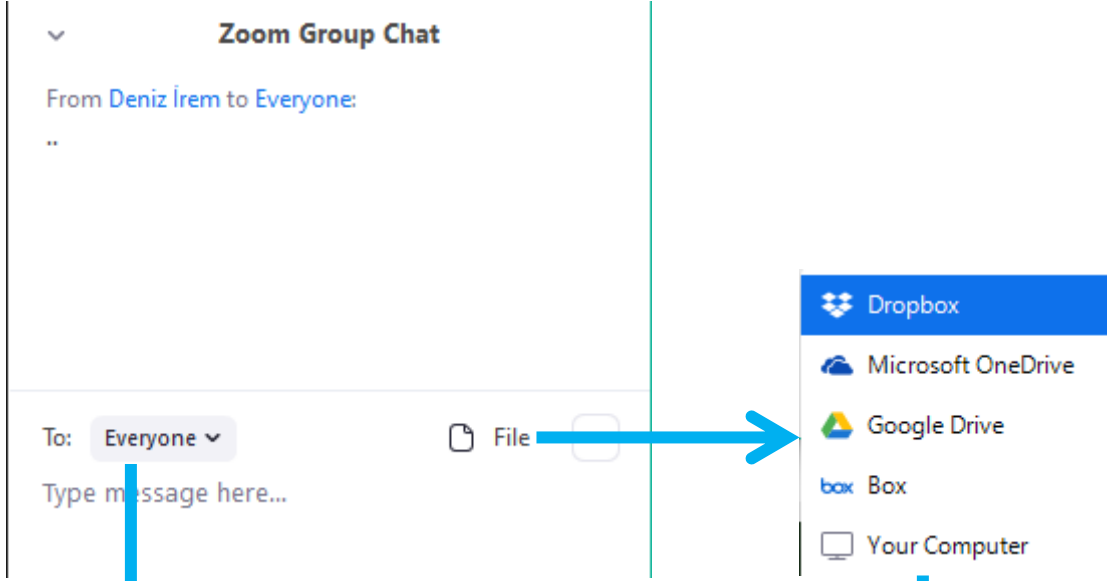 Zoom Group Chat
From Deniz İrem to Everyone:
..
To: Everyone File
Type message here...
Dropbox
Microsoft OneDrive
Google Drive
box Box
Your Computer